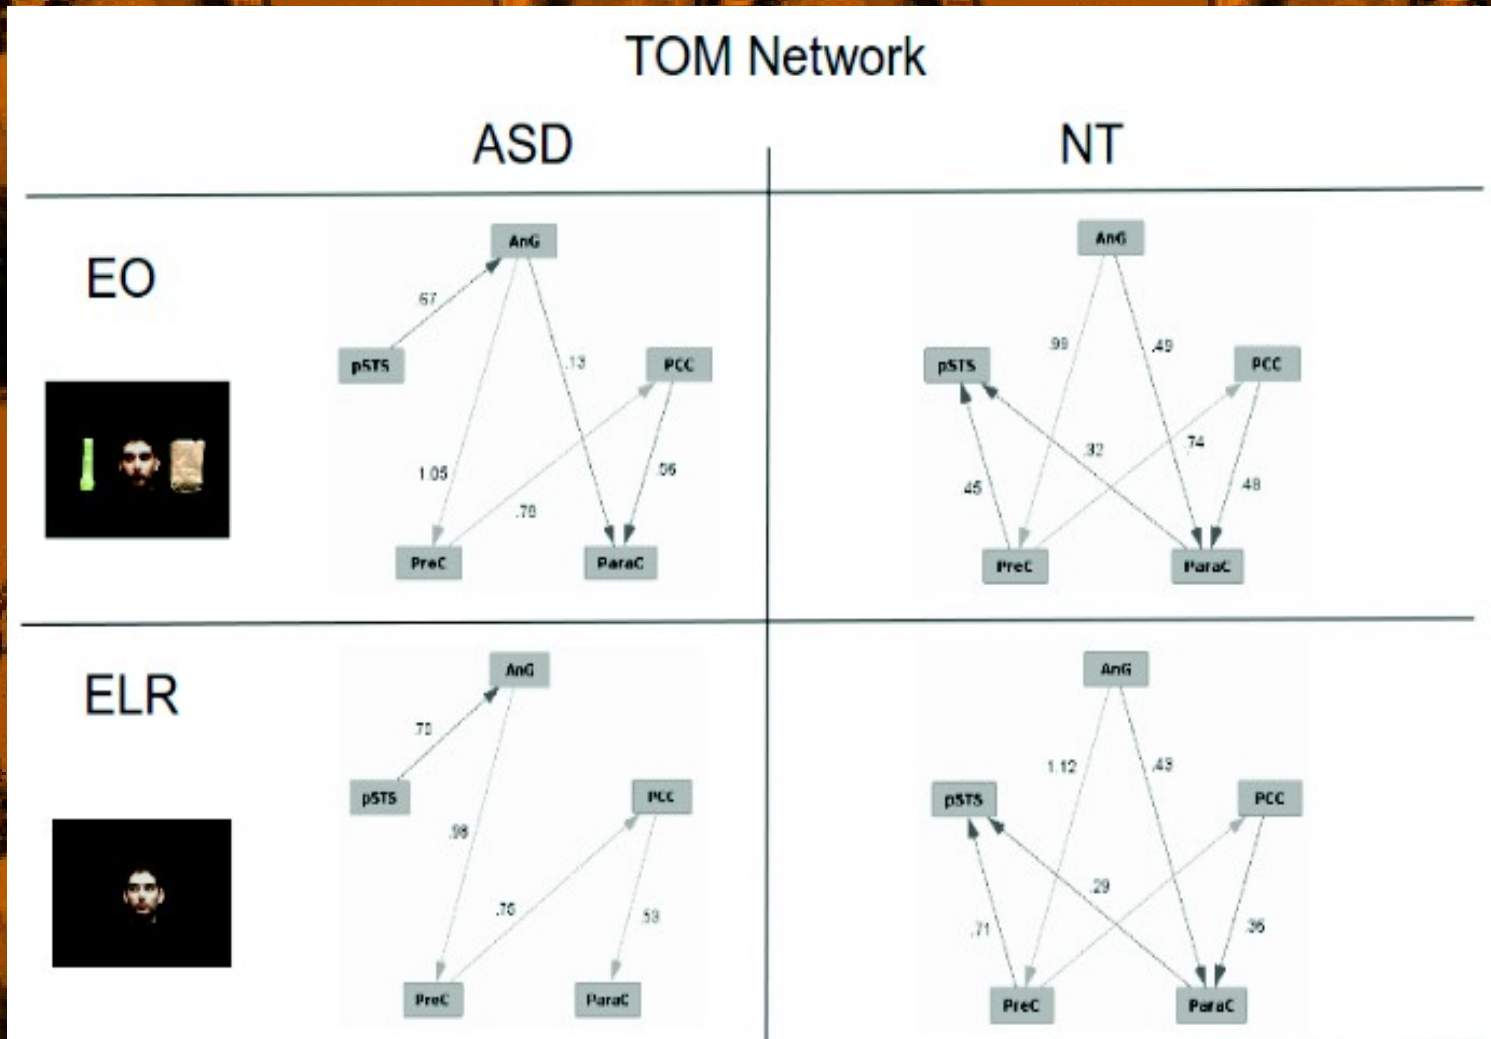 TOM Network
ASD
NT
EO
AnG
67
pSTS
.13
PCC
1.05
.56
.78
PreC
ParaC
AnG
.99
.49
pSTS
PCC
.32
.74
45
.48
PreC
ParaC
ELR
AnG
.98
pSTS
PCC
.53
PreC
ParaC
AnG
1.12
.43
pSTS
PCC
.29
.71
.36
PreC
ParaC